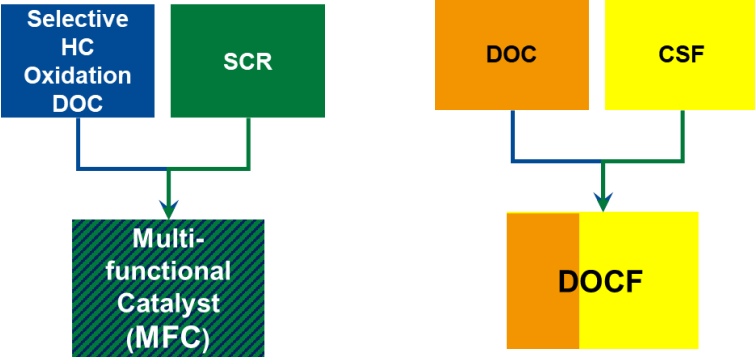 Selective
HC
Oxidation
DOC
SCR
DOC
CSF
Multi-
functional
Catalyst
(MFC)
DOCF